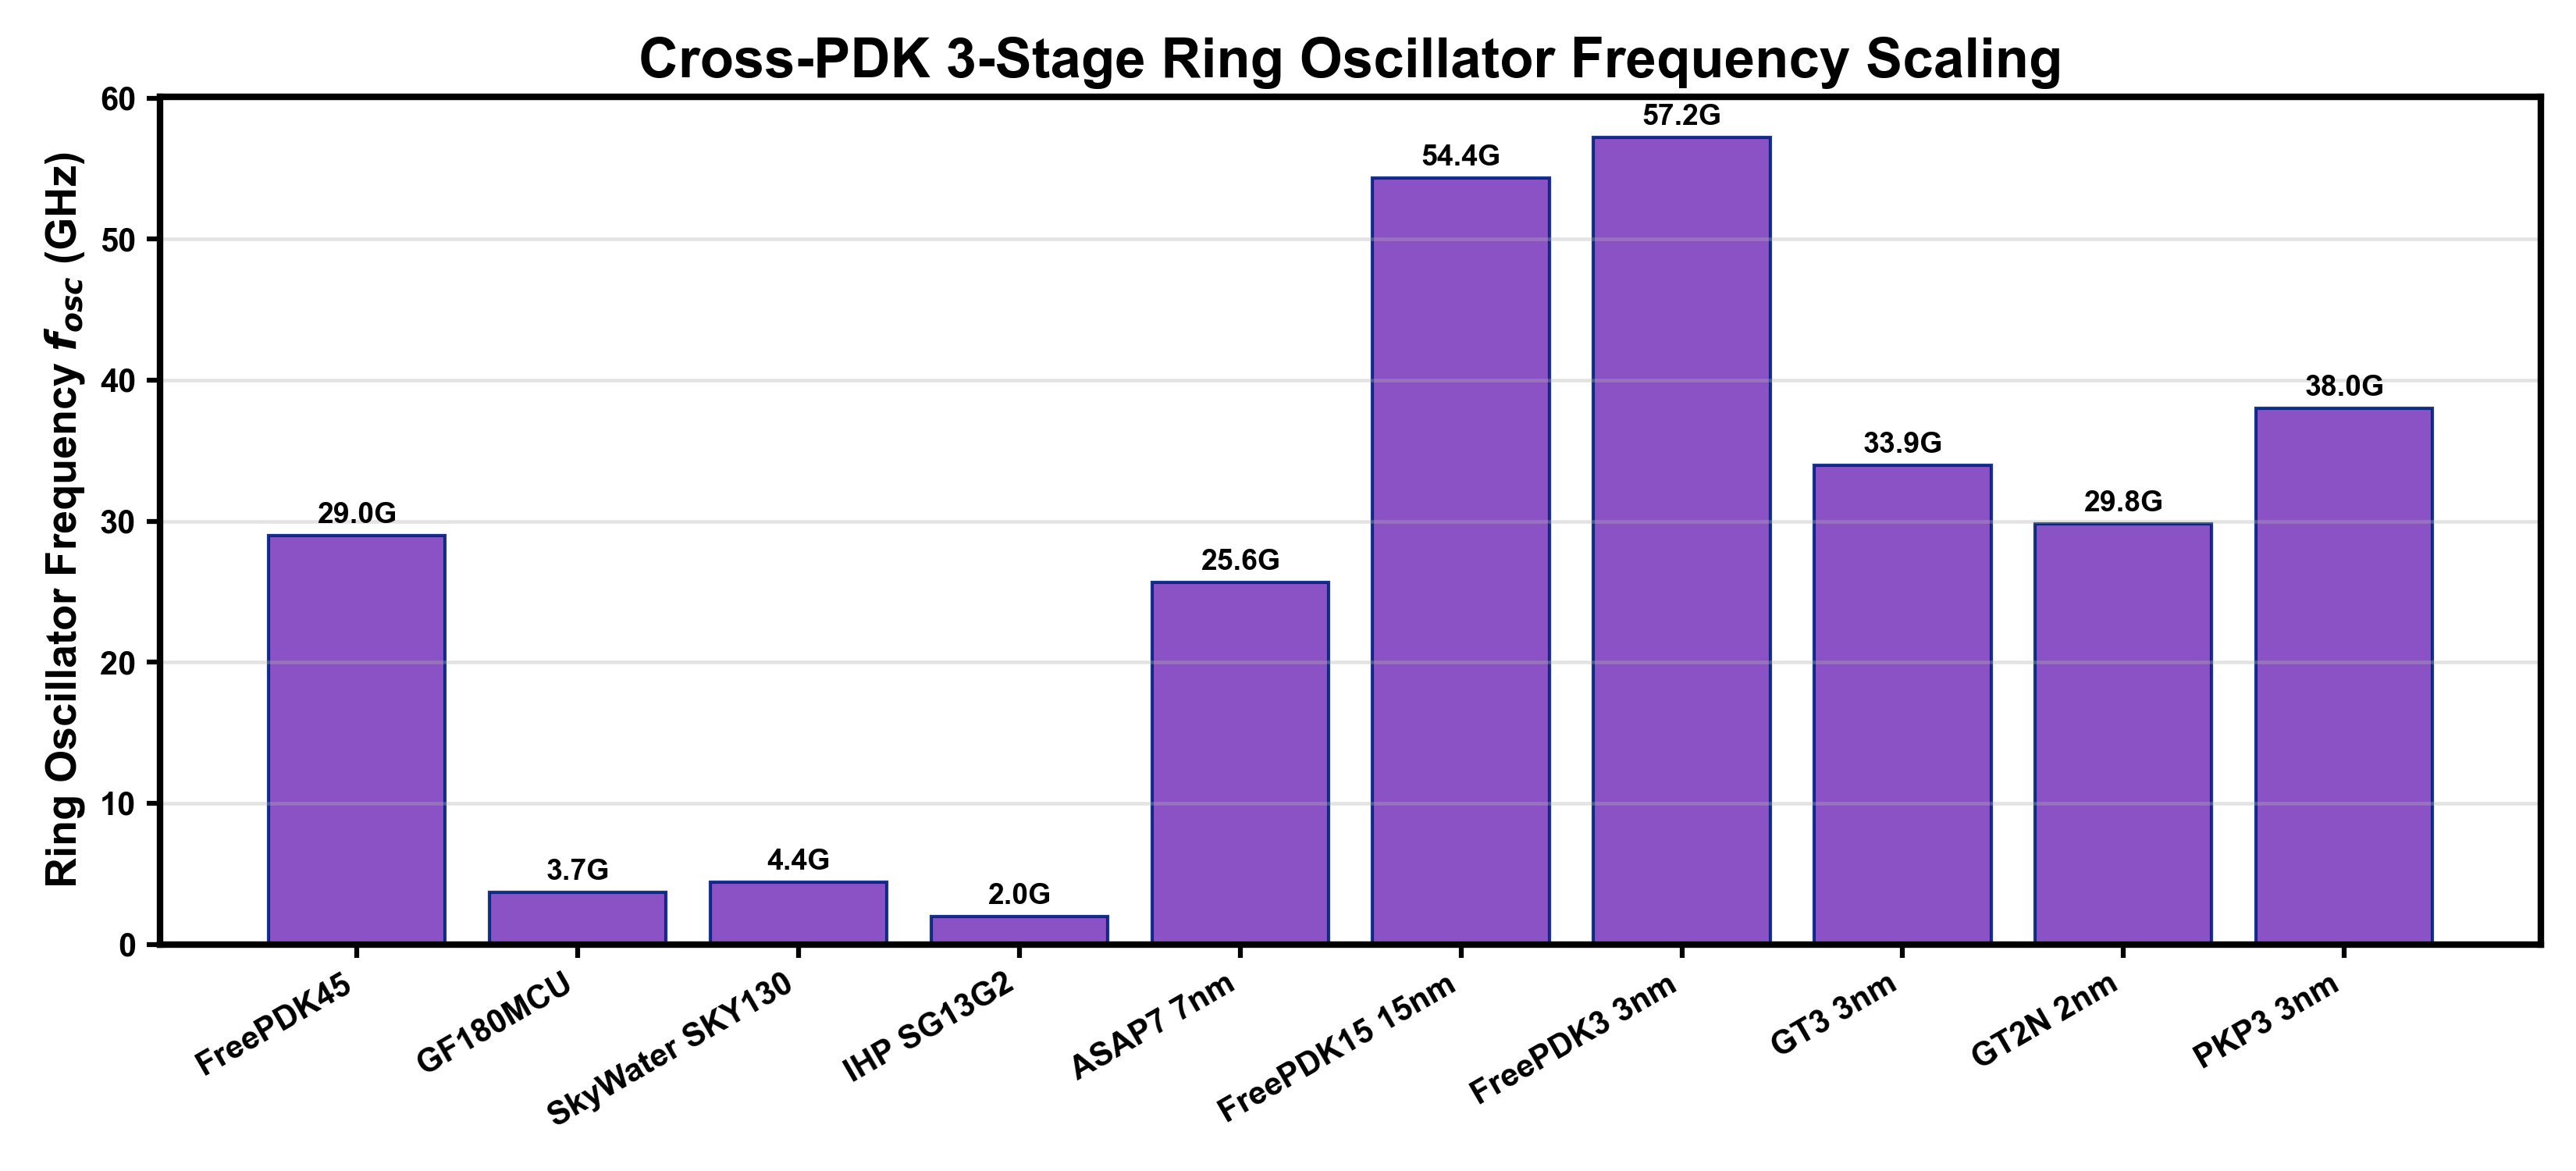 Cross-PDK 3-Stage Ring Oscillator Frequency Scaling
Ring Oscillator Frequency f_osc (GHz)
60
50
40
30
20
10
0
29.0G
3.7G
4.4G
2.0G
25.6G
54.4G
57.2G
33.9G
29.8G
38.0G
FreePDK45
GF180MCU
SkyWater SKY130
IHP SG13G2
ASAP7 7nm
FreePDK15 15nm
FreePDK3 3nm
GT3 3nm
GT2N 2nm
PKP3 3nm